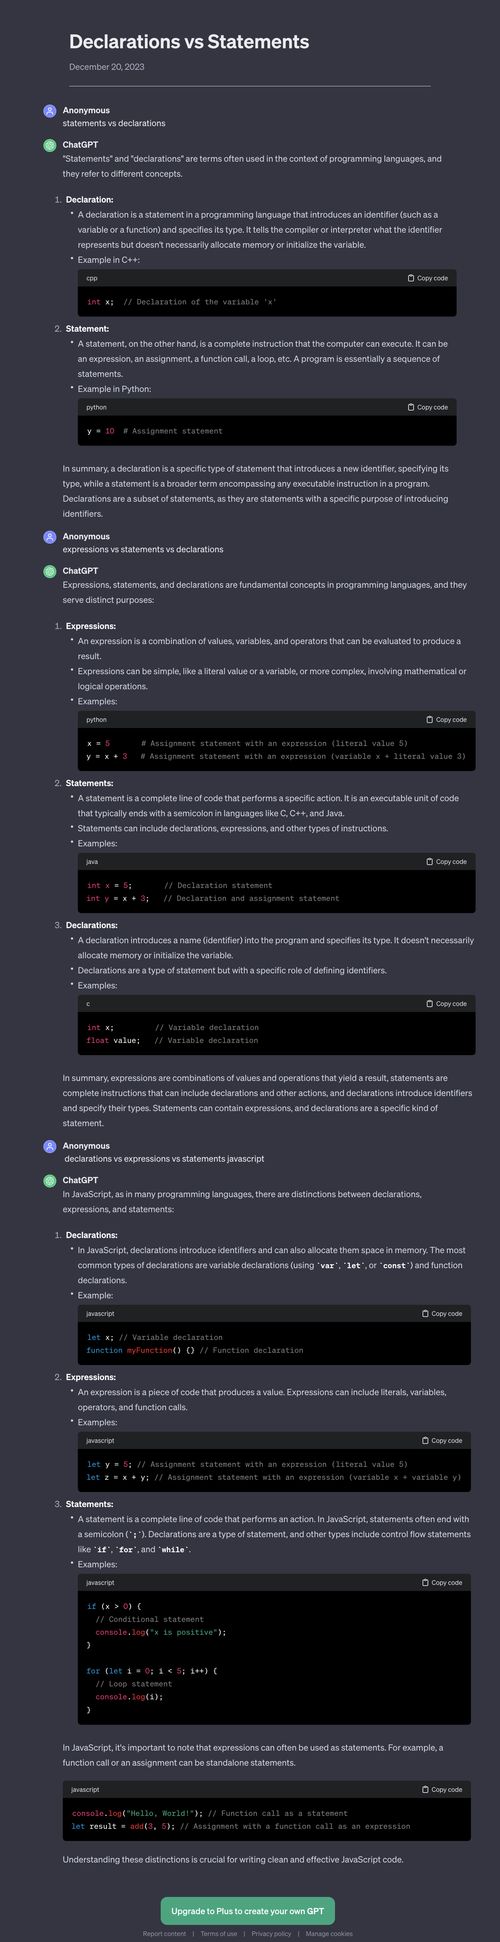 Declarations vs Statements
December 20, 2023
Anonymous
statements vs declarations
ChatGPT
"Statements" and "declarations" are terms often used in the context of programming languages, and
they refer to different concepts.
1. Declaration:
• A declaration is a statement in a programming language that introduces an identifier (such as a
variable or a function) and specifies its type. It tells the compiler or interpreter what the identifier
represents but doesn't necessarily allocate memory or initialize the variable.
• Example in C++:
cpp Copy code
int x;  // Declaration of the variable 'x'
2. Statement:
• A statement, on the other hand, is a complete instruction that the computer can execute. It can be
an expression, an assignment, a function call, a loop, etc. A program is essentially a sequence of
statements.
• Example in Python:
python Copy code
y = 10  # Assignment statement
In summary, a declaration is a specific type of statement that introduces a new identifier, specifying its
type, while a statement is a broader term encompassing any executable instruction in a program.
Declarations are a subset of statements, as they are statements with a specific purpose of introducing
identifiers.
Anonymous
expressions vs statements vs declarations
ChatGPT
Expressions, statements, and declarations are fundamental concepts in programming languages, and they
serve distinct purposes:
1. Expressions:
• An expression is a combination of values, variables, and operators that can be evaluated to produce a
result.
• Expressions can be simple, like a literal value or a variable, or more complex, involving mathematical or
logical operations.
• Examples:
python Copy code
x = 5       # Assignment statement with an expression (literal value 5)
y = x + 3   # Assignment statement with an expression (variable x + literal value 3)
2. Statements:
• A statement is a complete line of code that performs a specific action. It is an executable unit of code
that typically ends with a semicolon in languages like C, C++, and Java.
• Statements can include declarations, expressions, and other types of instructions.
• Examples:
java Copy code
int x = 5;       // Declaration statement
int y = x + 3;   // Declaration and assignment statement
3. Declarations:
• A declaration introduces a name (identifier) into the program and specifies its type. It doesn't necessarily
allocate memory or initialize the variable.
• Declarations are a type of statement but with a specific role of defining identifiers.
• Examples:
c Copy code
int x;         // Variable declaration
float value;   // Variable declaration
In summary, expressions are combinations of values and operations that yield a result, statements are
complete instructions that can include declarations and other actions, and declarations introduce identifiers
and specify their types. Statements can contain expressions, and declarations are a specific kind of
statement.
Anonymous
declarations vs expressions vs statements javascript
ChatGPT
In JavaScript, as in many programming languages, there are distinctions between declarations,
expressions, and statements:
1. Declarations:
• In JavaScript, declarations introduce identifiers and can also allocate them space in memory. The most
common types of declarations are variable declarations (using `var`, `let`, or `const`) and function
declarations.
• Example:
javascript Copy code
let x; // Variable declaration
function myFunction() {} // Function declaration
2. Expressions:
• An expression is a piece of code that produces a value. Expressions can include literals, variables,
operators, and function calls.
• Examples:
javascript Copy code
let y = 5; // Assignment statement with an expression (literal value 5)
let z = x + y; // Assignment statement with an expression (variable x + variable y)
3. Statements:
• A statement is a complete line of code that performs an action. In JavaScript, statements often end with
a semicolon (`;`). Declarations are a type of statement, and other types include control flow statements
like `if`, `for`, and `while`.
• Examples:
javascript Copy code
if (x > 0) {
  // Conditional statement
  console.log("x is positive");
}
for (let i = 0; i < 5; i++) {
  // Loop statement
  console.log(i);
}
In JavaScript, it's important to note that expressions can often be used as statements. For example, a
function call or an assignment can be standalone statements.
javascript Copy code
console.log("Hello, World!"); // Function call as a statement
let result = add(3, 5); // Assignment with a function call as an expression
Understanding these distinctions is crucial for writing clean and effective JavaScript code.
Upgrade to Plus to create your own GPT
Report content | Terms of use | Privacy policy | Manage cookies